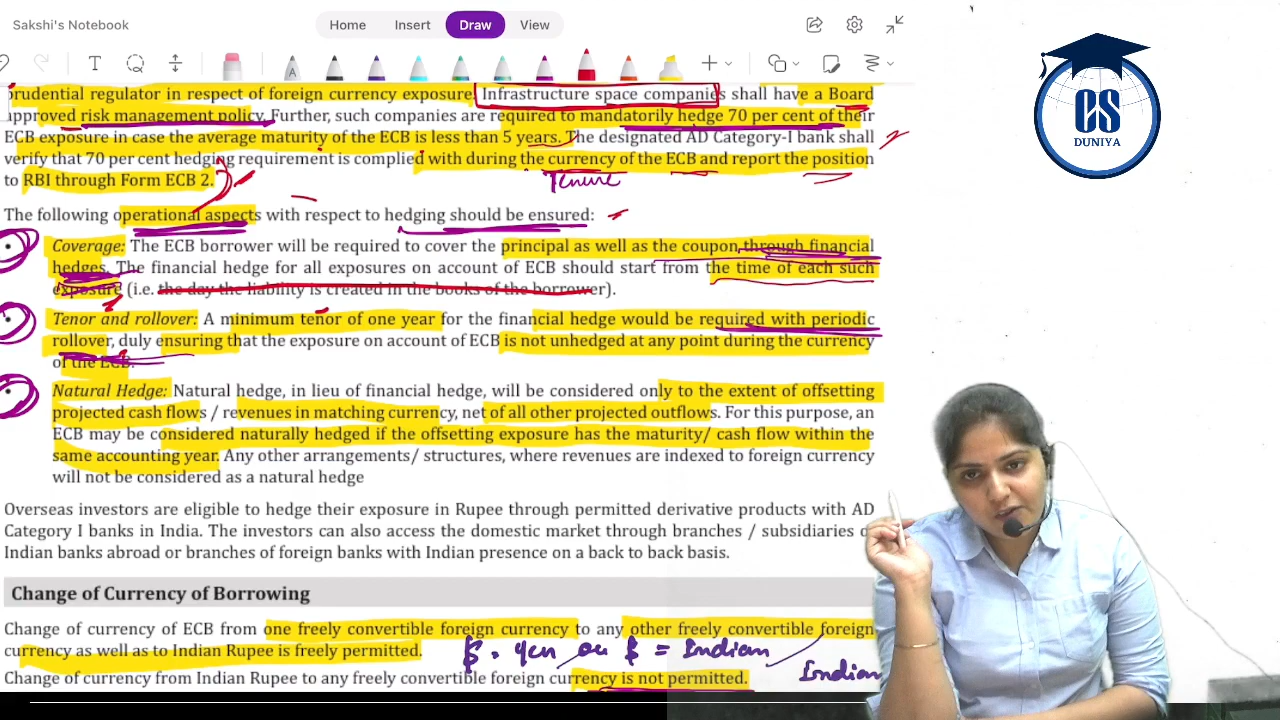 Sakshi's Notebook
Home Insert Draw View
prudential regulator in respect of foreign currency exposure. Infrastructure space companies shall have a Board
approved risk management policy. Further, such companies are required to mandatorily hedge 70 per cent of their
ECB exposure in case the average maturity of the ECB is less than 5 years. The designated AD Category-I bank shall
verify that 70 per cent hedging requirement is complied with during the currency of the ECB and report the position
to RBI through Form ECB 2.
Tenure
The following operational aspects with respect to hedging should be ensured:
Coverage: The ECB borrower will be required to cover the principal as well as the coupon through financial
hedges. The financial hedge for all exposures on account of ECB should start from the time of each such
exposure (i.e. the day the liability is created in the books of the borrower).
Tenor and rollover: A minimum tenor of one year for the financial hedge would be required with periodic
rollover, duly ensuring that the exposure on account of ECB is not unhedged at any point during the currency
of the ECB.
Natural Hedge: Natural hedge, in lieu of financial hedge, will be considered only to the extent of offsetting
projected cash flows / revenues in matching currency, net of all other projected outflows. For this purpose, an
ECB may be considered naturally hedged if the offsetting exposure has the maturity/ cash flow within the
same accounting year. Any other arrangements/ structures, where revenues are indexed to foreign currency
will not be considered as a natural hedge
Overseas investors are eligible to hedge their exposure in Rupee through permitted derivative products with AD
Category I banks in India. The investors can also access the domestic market through branches / subsidiaries
Indian banks abroad or branches of foreign banks with Indian presence on a back to back basis.
Change of Currency of Borrowing
Change of currency of ECB from one freely convertible foreign currency to any other freely convertible foreign
currency as well as to Indian Rupee is freely permitted.
$ = Indian
Change of currency from Indian Rupee to any freely convertible foreign currency is not permitted.
Indian
CS
DUNIYA